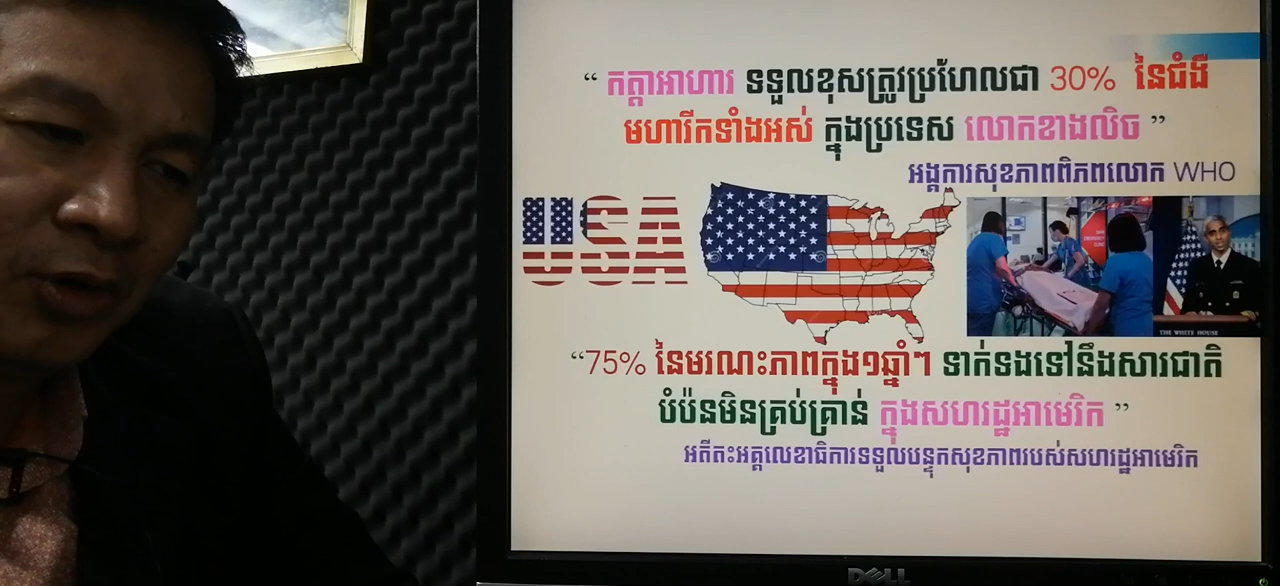 “ កត្តាអាហារ ទទួលខុសត្រូវប្រហែលជា 30% នៃជំងឺ
មហារីកទាំងអស់ ក្នុងប្រទេស លោកខាងលិច ”
អង្គការសុខភាពពិភពលោក WHO
USA
THE WHITE HOUSE
“75% នៃមរណះភាពក្នុង១ឆ្នាំៗ ទាក់ទងទៅនឹងសារជាតិ
បំប៉នមិនគ្រប់គ្រាន់ ក្នុងសហរដ្ឋអាមេរិក ”
អតីតះអគ្គលេខាធិការទទួលបន្ទុកសុខភាពរបស់សហរដ្ឋអាមេរិក
DELL